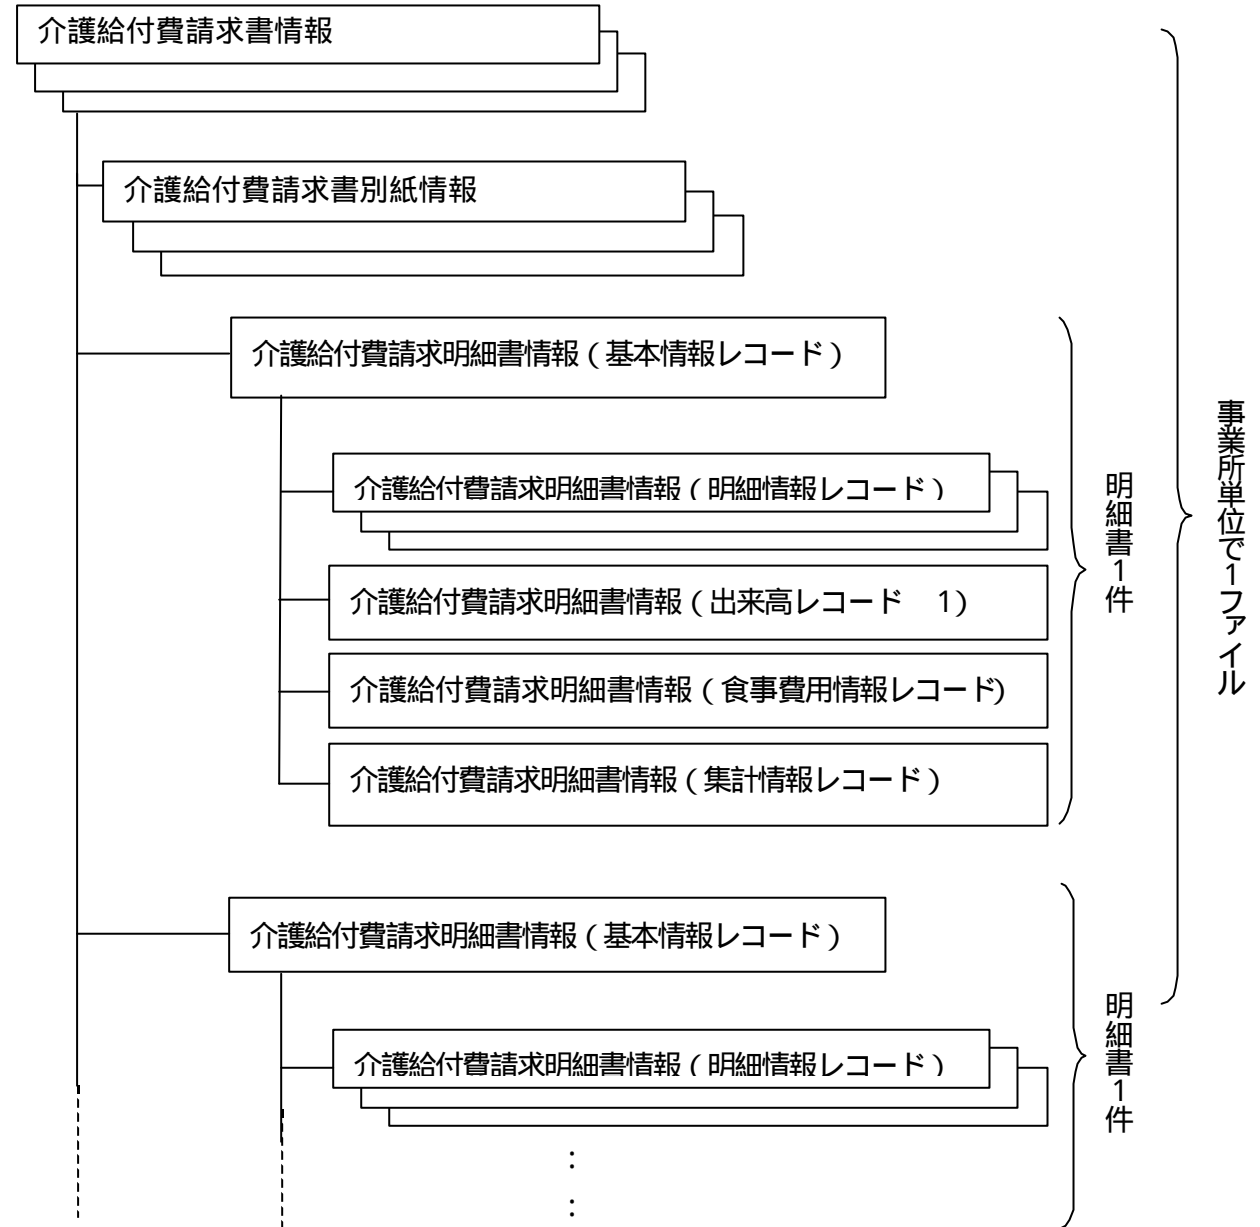 介護給付費請求書情報
介護給付費請求書別紙情報
介護給付費請求明細書情報(基本情報レコード)
介護給付費請求明細書情報(明細情報レコード)
介護給付費請求明細書情報(出来高レコード　1)
介護給付費請求明細書情報(食事費用情報レコード)
介護給付費請求明細書情報(集計情報レコード)
明細書1件
事業所単位で1ファイル
介護給付費請求明細書情報(基本情報レコード)
介護給付費請求明細書情報(明細情報レコード)
:
:
明細書1件